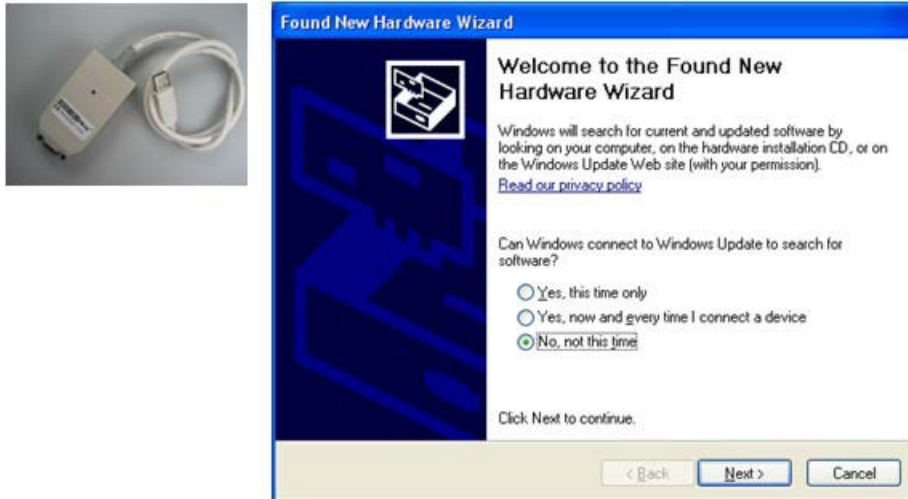 Found New Hardware Wizard
Welcome to the Found New
Hardware Wizard
Windows will search for current and updated software by
looking on your computer, on the hardware installation CD, or on
the Windows Update Web site (with your permission).
Read our privacy policy
Can Windows connect to Windows Update to search for
software?
Yes, this time only
Yes, now and every time I connect a device
No, not this time
Click Next to continue.
< Back
Next >
Cancel